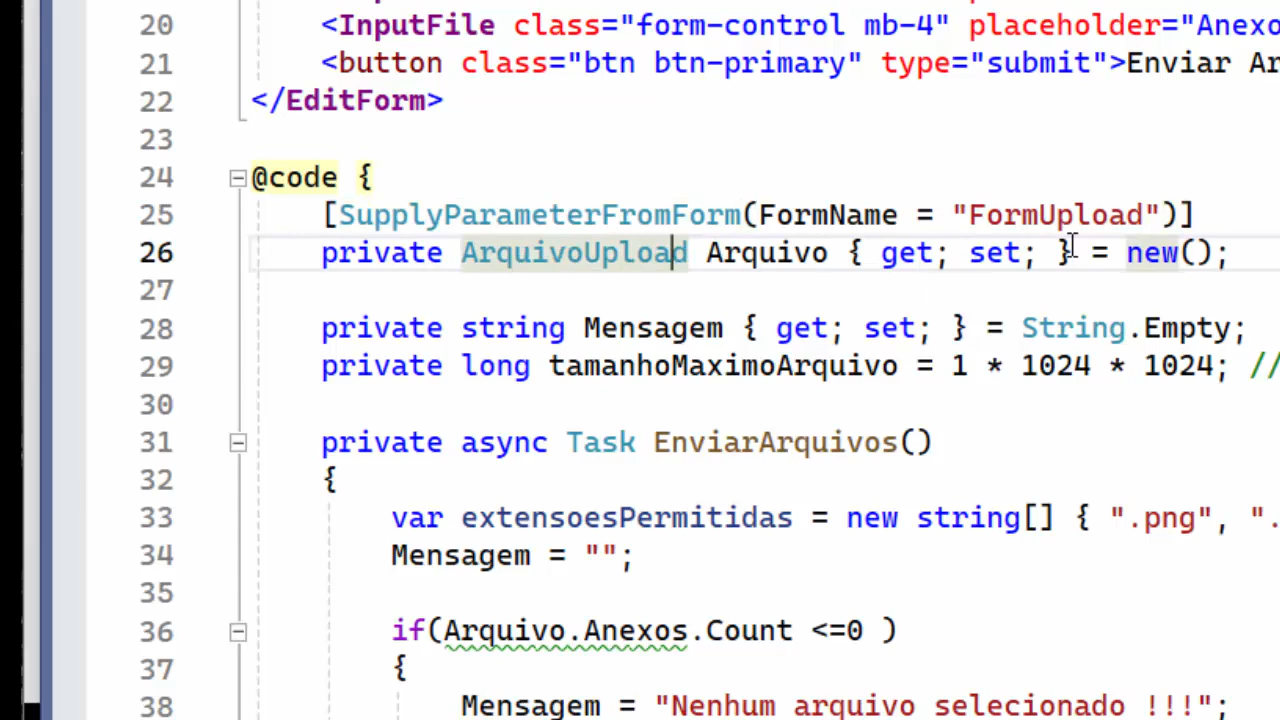 20 <InputFile class="form-control mb-4" placeholder="Anexo
21 <button class="btn btn-primary" type="submit">Enviar Ar
22 </EditForm>
23
24 @code {
25 [SupplyParameterFromForm(FormName = "FormUpload")]
26 private ArquivoUpload Arquivo { get; set; } = new();
27
28 private string Mensagem { get; set; } = String.Empty;
29 private long tamanhoMaximoArquivo = 1 * 1024 * 1024; //
30
31 private async Task EnviarArquivos()
32 {
33 var extensoesPermitidas = new string[] { ".png", ".
34 Mensagem = "";
35
36 if(Arquivo.Anexos.Count <=0 )
37 {
38 Mensagem = "Nenhum arquivo selecionado !!!";